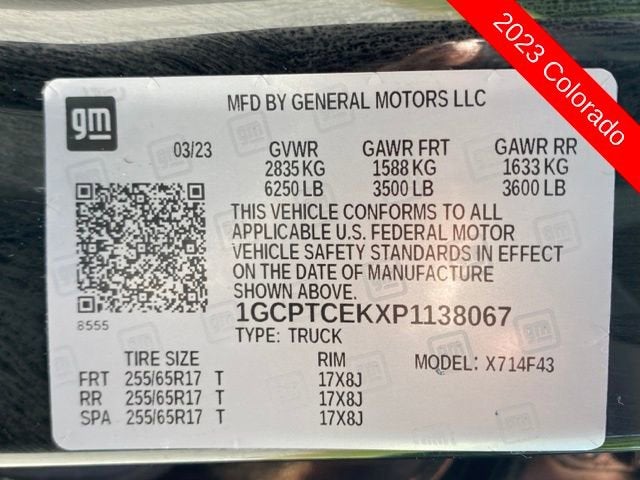 2023 Colorado
gm
MFD BY GENERAL MOTORS LLC
03/23 GVWR GAWR FRT GAWR RR
2835 KG 1588 KG 1633 KG
6250 LB 3500 LB 3600 LB
THIS VEHICLE CONFORMS TO ALL
APPLICABLE U.S. FEDERAL MOTOR
VEHICLE SAFETY STANDARDS IN EFFECT
ON THE DATE OF MANUFACTURE
SHOWN ABOVE.
8555
1GCPTCEKXP1138067
TYPE: TRUCK
TIRE SIZE RIM MODEL: X714F43
FRT 255/65R17 T 17X8J
RR 255/65R17 T 17X8J
SPA 255/65R17 T 17X8J